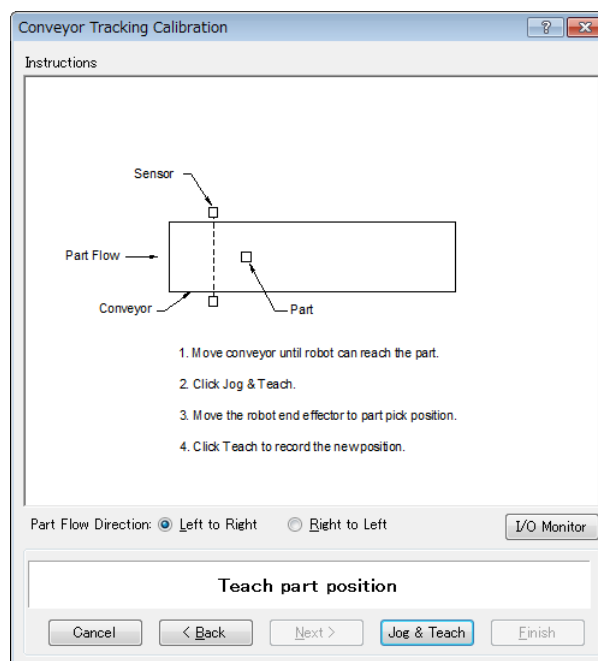 Conveyor Tracking Calibration
Instructions
Sensor
Part Flow
Conveyor
Part
1. Move conveyor until robot can reach the part.
2. Click Jog & Teach.
3. Move the robot end effector to part pick position.
4. Click Teach to record the new position.
Part Flow Direction: Left to Right Right to Left I/O Monitor
Teach part position
Cancel < Back Next > Jog & Teach Finish